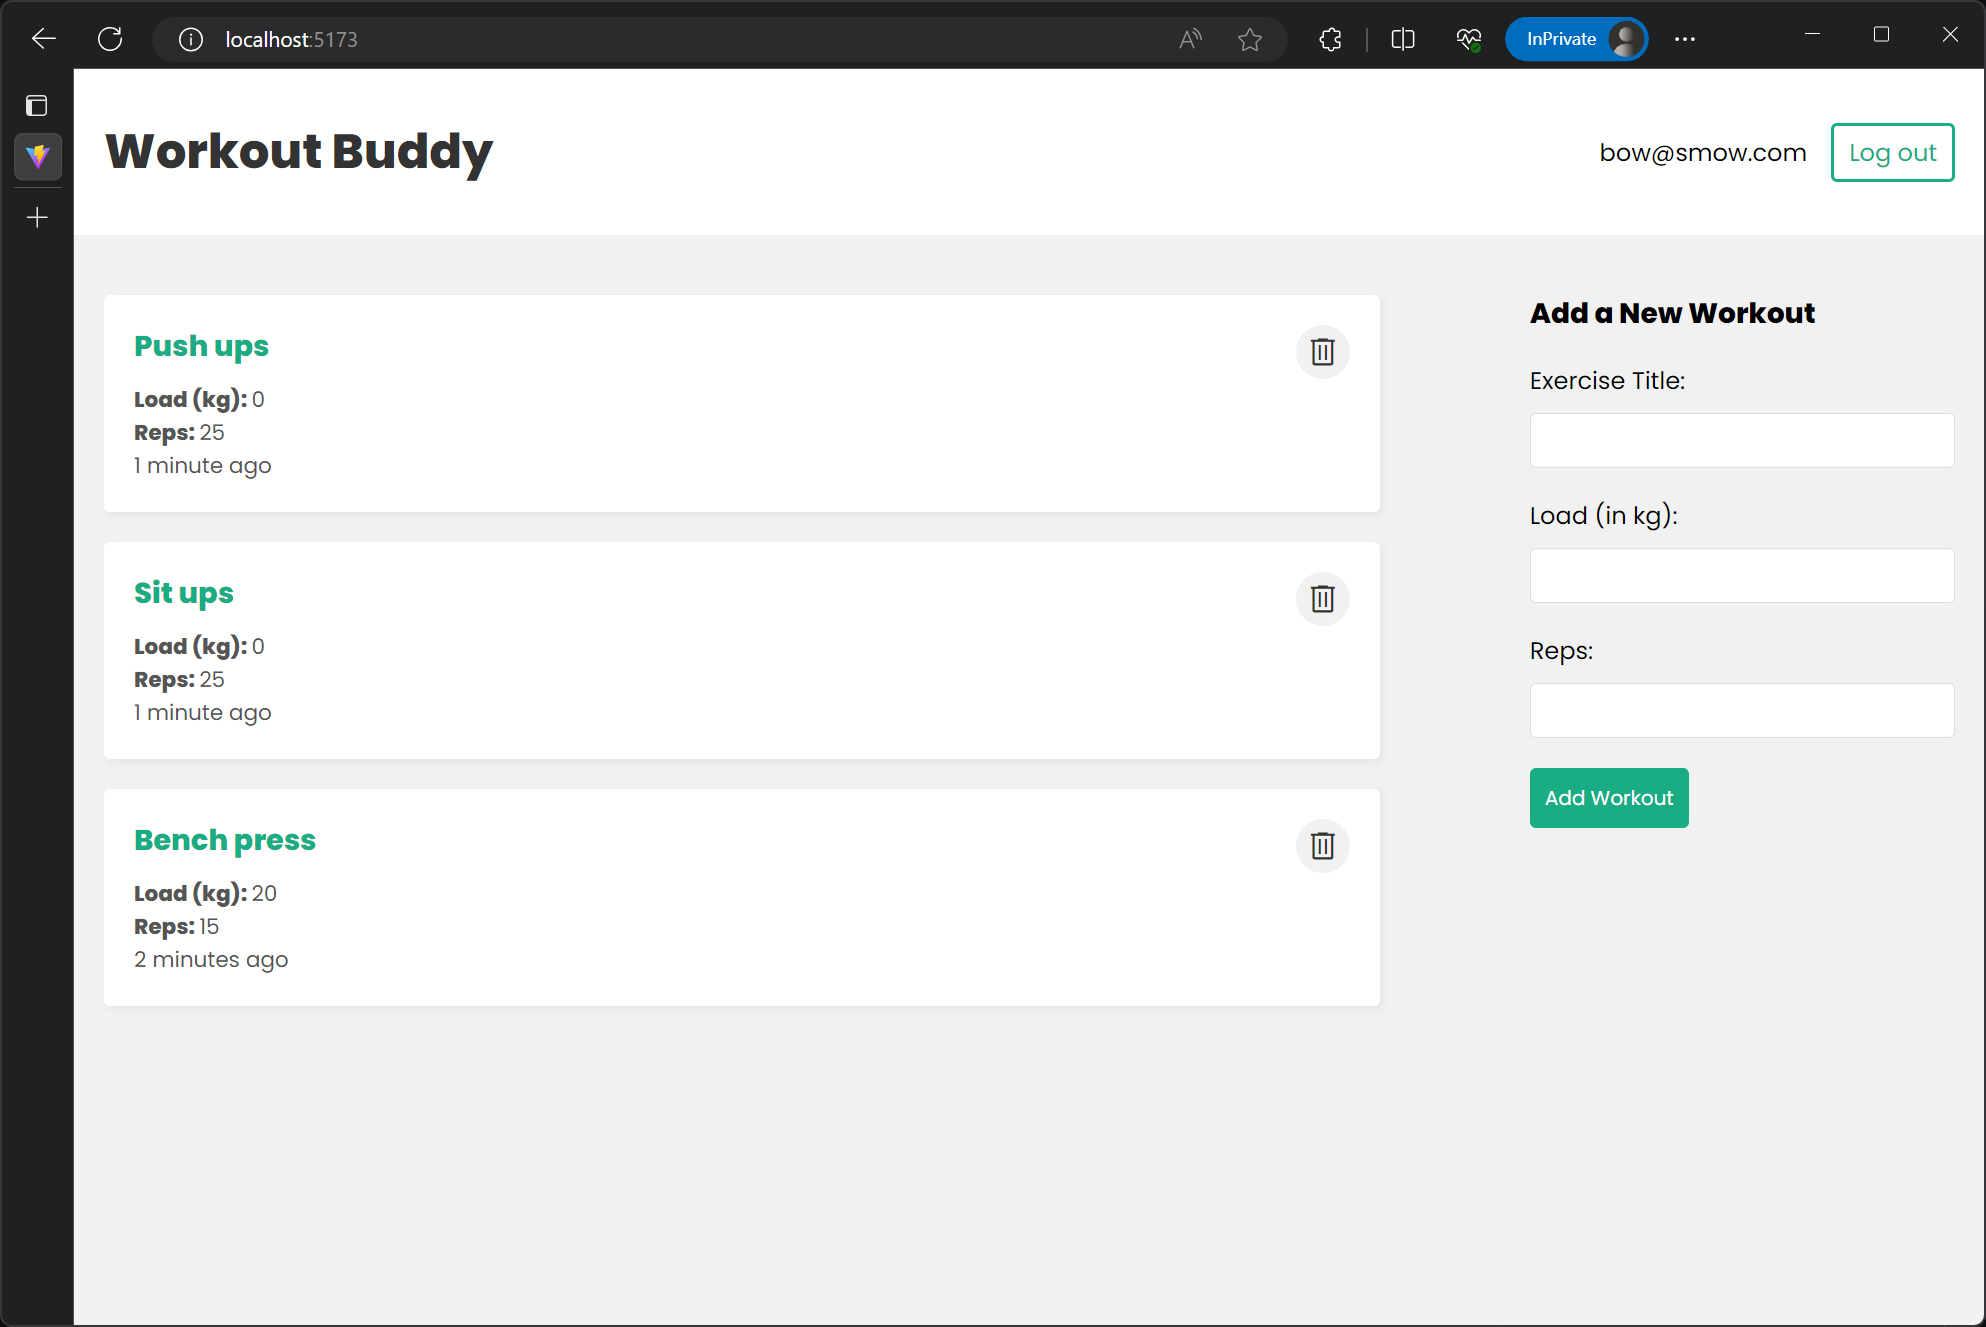 localhost:5173
InPrivate
Workout Buddy
bow@smow.com
Log out
Push ups
Load (kg): 0
Reps: 25
1 minute ago
Sit ups
Load (kg): 0
Reps: 25
1 minute ago
Bench press
Load (kg): 20
Reps: 15
2 minutes ago
Add a New Workout
Exercise Title:
Load (in kg):
Reps:
Add Workout